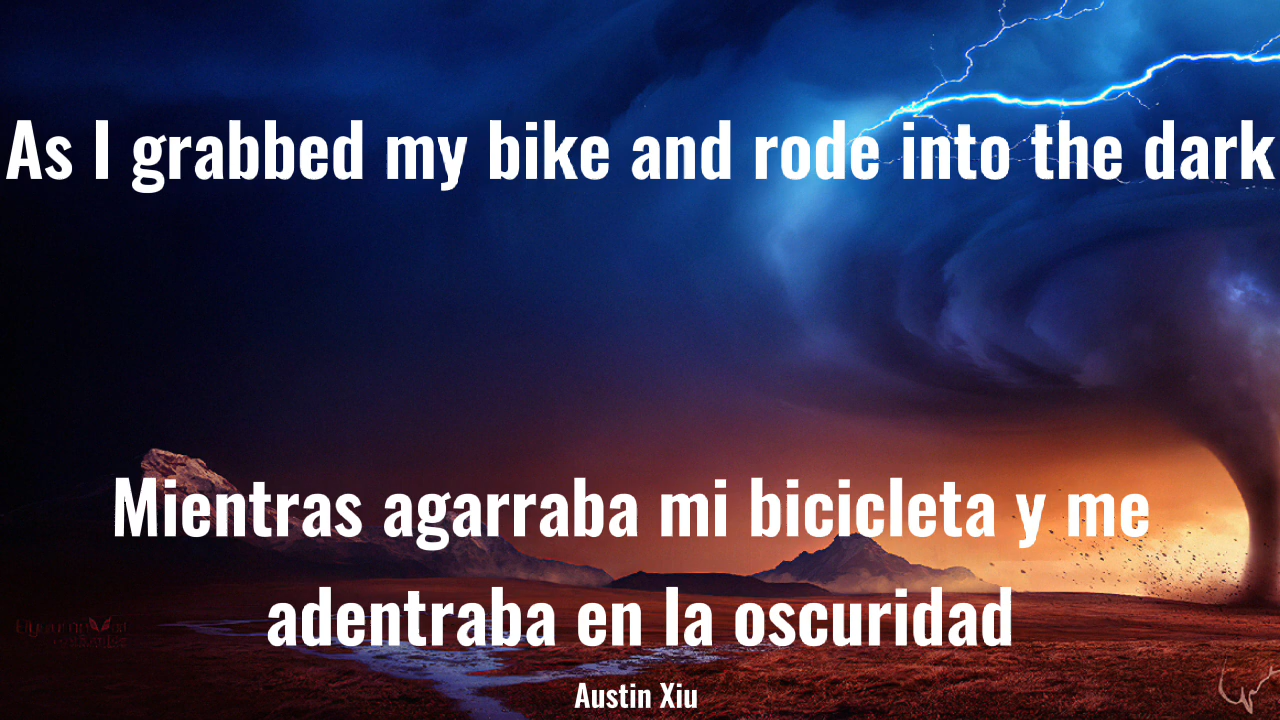 As I grabbed my bike and rode into the dark
Mientras agarraba mi bicicleta y me
adentraba en la oscuridad
Austin Xiu